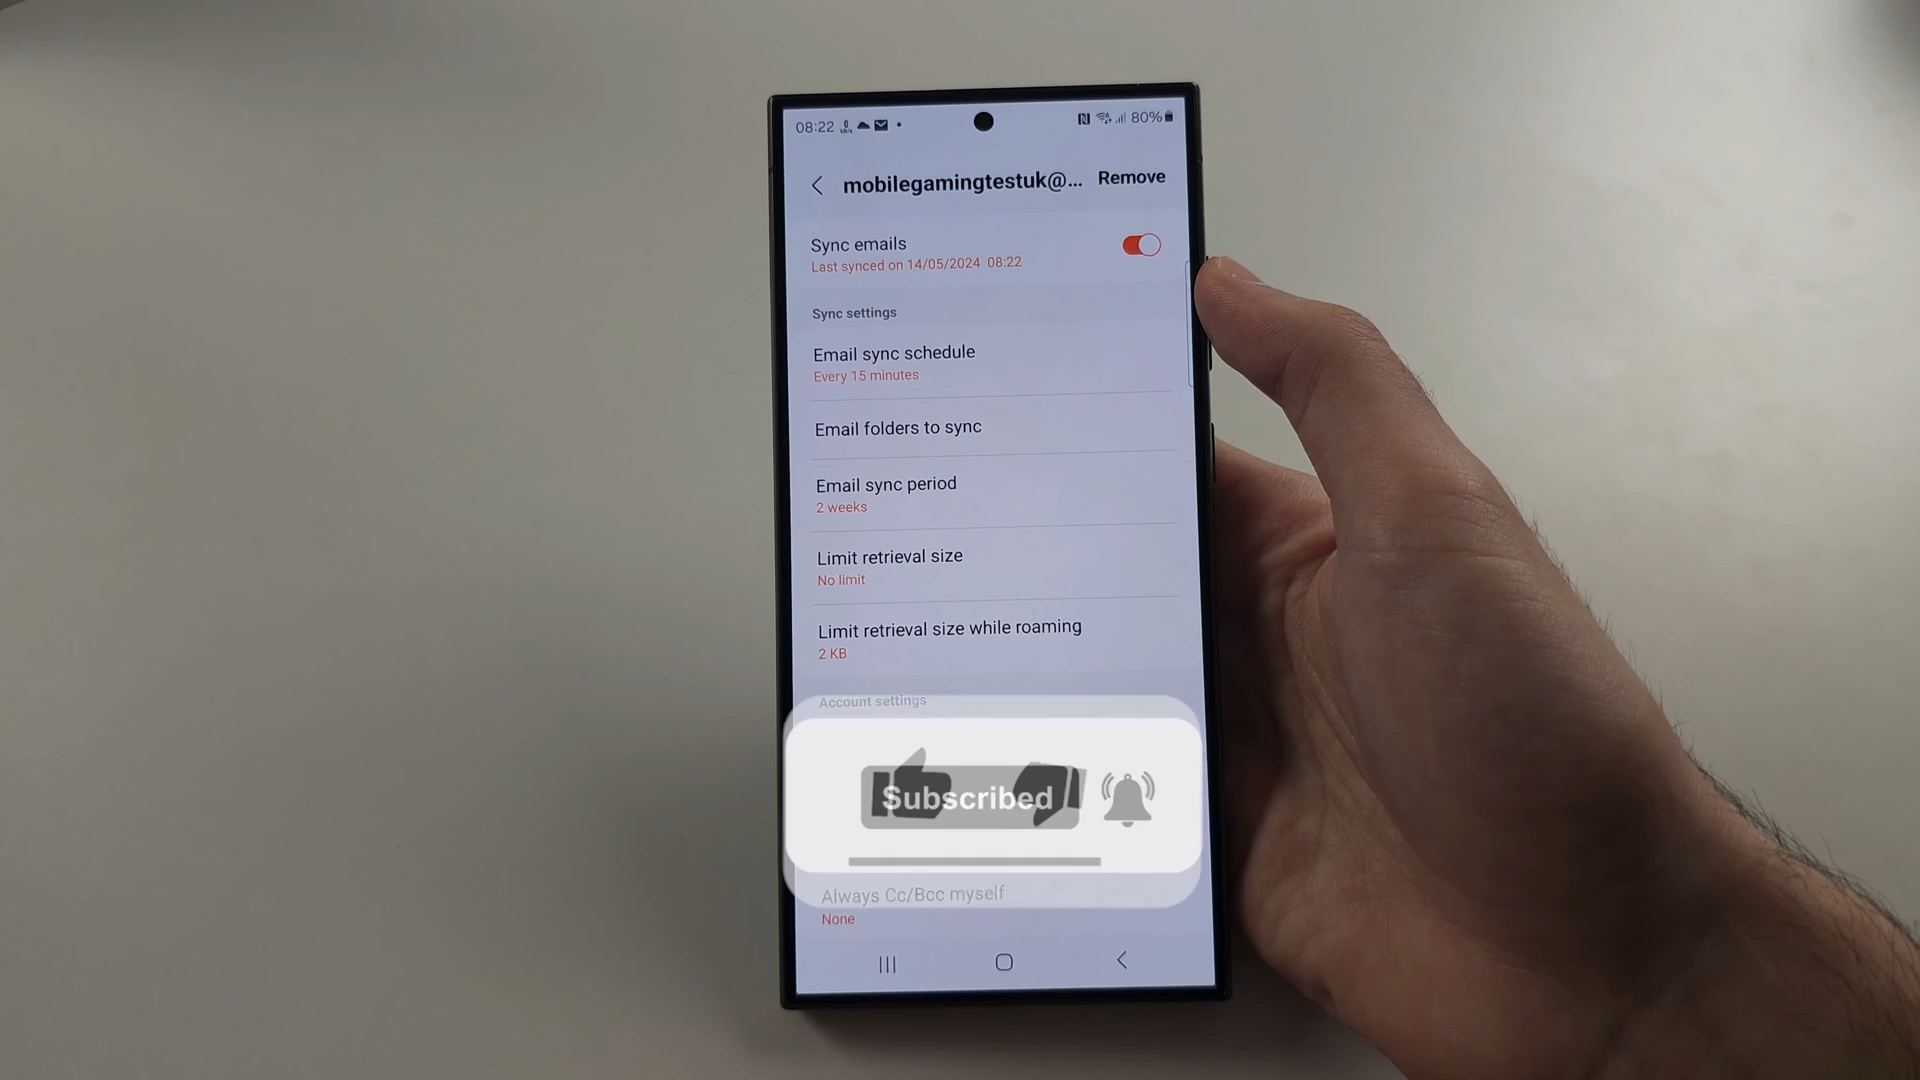 08:22
80%
mobilegamingtestuk@... Remove
Sync emails
Last synced on 14/05/2024 08:22
Sync settings
Email sync schedule
Every 15 minutes
Email folders to sync
Email sync period
2 weeks
Limit retrieval size
No limit
Limit retrieval size while roaming
2 KB
Account settings
Subscribed
Always Cc/Bcc myself
None